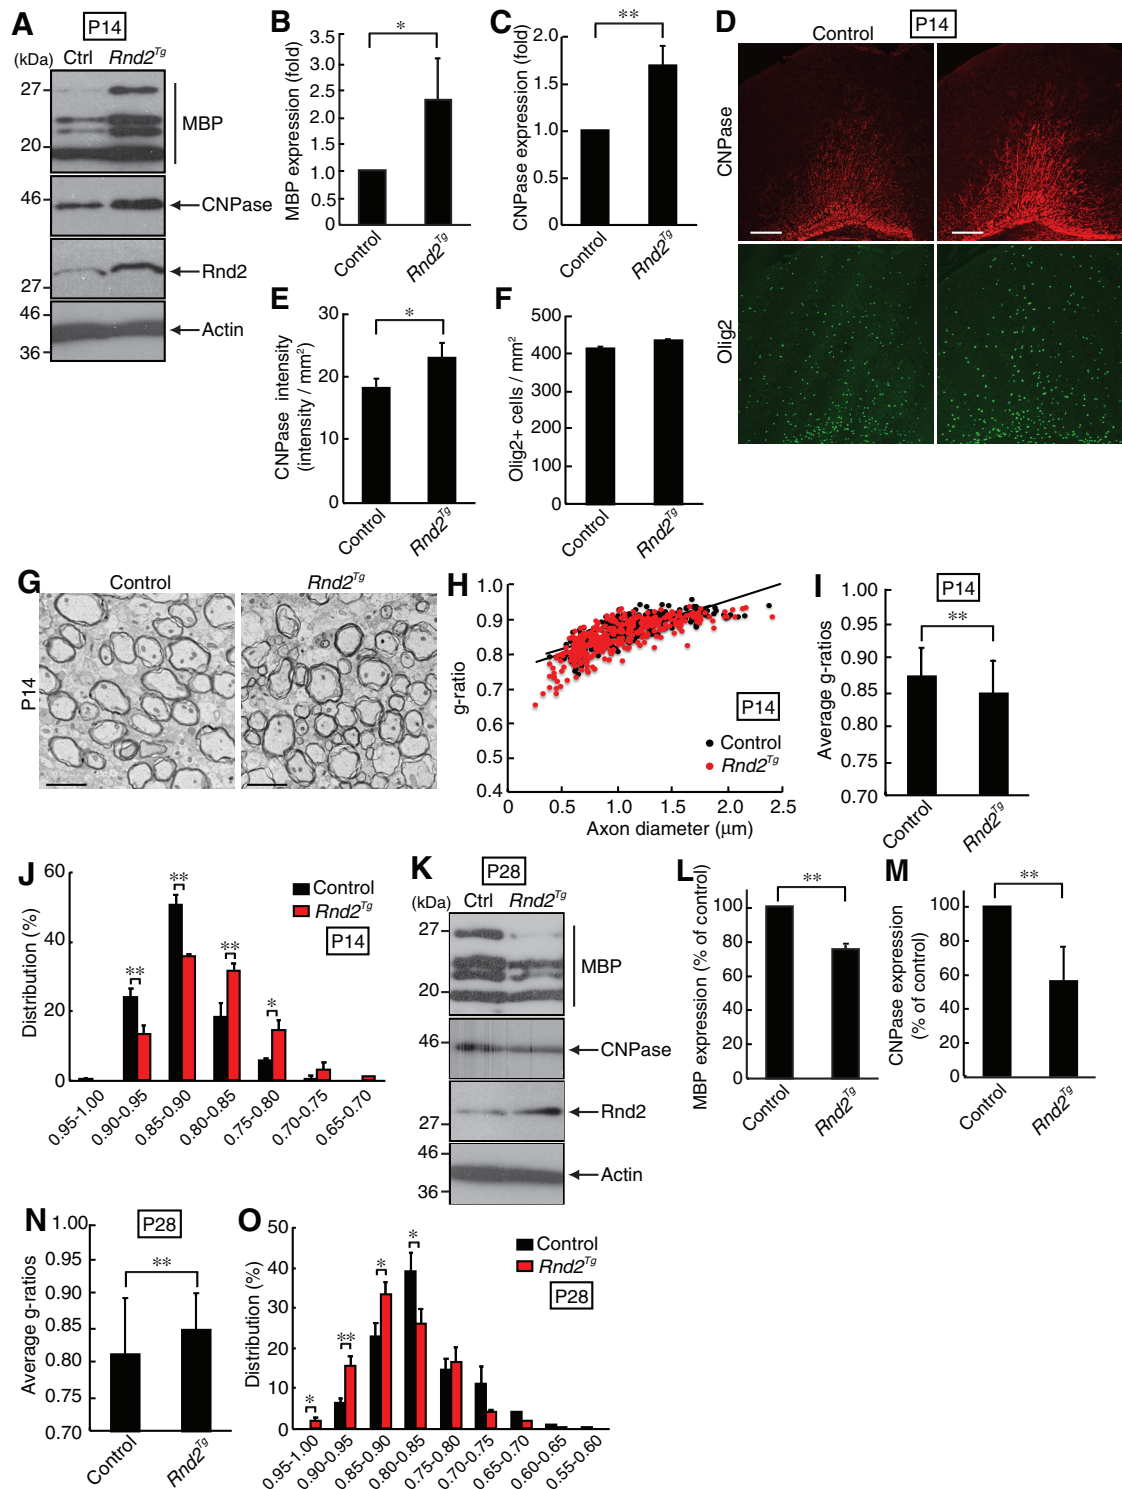 A
P14
(kDa) Ctrl Rnd2Tg
27
20
MBP
46
CNPase
Rnd2
27
46
Actin
36
B
MBP expression (fold)
3.5
3.0
2.5
2.0
1.5
1.0
0.5
0
*
Control
Rnd2Tg
C
CNPase expression (fold)
2.0
1.5
1.0
0.5
0
**
Control
Rnd2Tg
D
P14
Control
CNPase
Olig2
E
CNPase intensity
(intensity / mm2)
30
20
10
0
*
Control
Rnd2Tg
F
Olig2+ cells / mm2
500
400
300
200
100
0
Control
Rnd2Tg
G
Control
Rnd2Tg
P14
H
g-ratio
1.0
0.9
0.8
0.7
0.6
0.5
0.4
P14
Control
Rnd2Tg
0 0.5 1.0 1.5 2.0 2.5
Axon diameter (μm)
I
P14
Average g-ratios
1.00
0.95
0.90
0.85
0.80
0.70
**
Control
Rnd2Tg
J
Distribution (%)
60
40
20
0
**
**
**
*
Control
Rnd2Tg
P14
0.95-1.00
0.90-0.95
0.85-0.90
0.80-0.85
0.75-0.80
0.70-0.75
0.65-0.70
K
P28
(kDa) Ctrl Rnd2Tg
27
20
MBP
46
CNPase
Rnd2
27
46
Actin
36
L
MBP expression (% of control)
100
80
60
40
20
0
**
Control
Rnd2Tg
M
CNPase expression
(% of control)
100
80
60
40
20
0
**
Control
Rnd2Tg
N
P28
Average g-ratios
1.00
0.95
0.90
0.85
0.80
0.75
0.70
**
Control
Rnd2Tg
O
Distribution (%)
50
40
30
20
10
0
*
**
*
*
Control
Rnd2Tg
P28
0.95-1.00
0.90-0.95
0.85-0.90
0.80-0.85
0.75-0.80
0.70-0.75
0.65-0.70
0.60-0.65
0.55-0.60